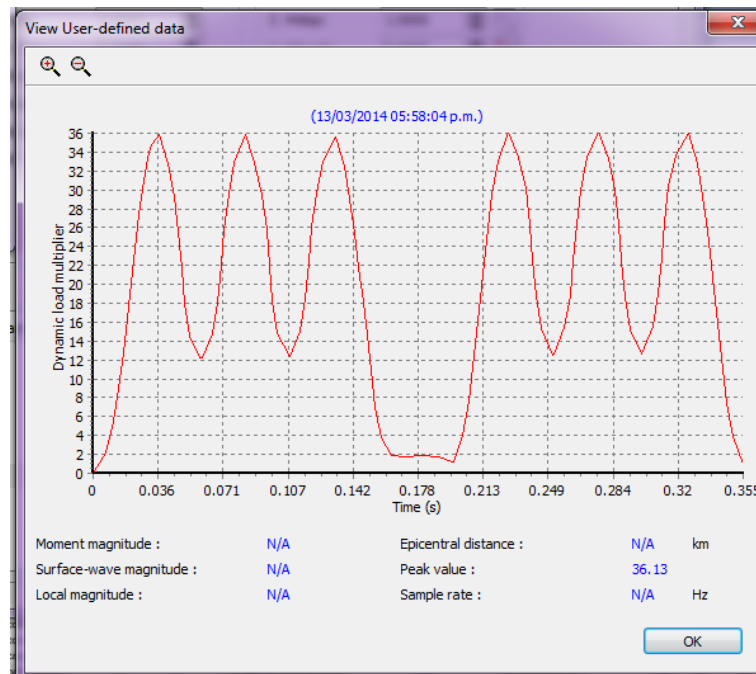 View User-defined data
(13/03/2014 05:58:04 p.m.)
Dynamic load multiplier
36
34
32
30
28
26
24
22
20
18
16
14
12
10
8
6
4
2
0
0 0.036 0.071 0.107 0.142 0.178 0.213 0.249 0.284 0.32 0.355
Time (s)
Moment magnitude : N/A Epicentral distance : N/A km
Surface-wave magnitude : N/A Peak value : 36.13
Local magnitude : N/A Sample rate : N/A Hz
OK